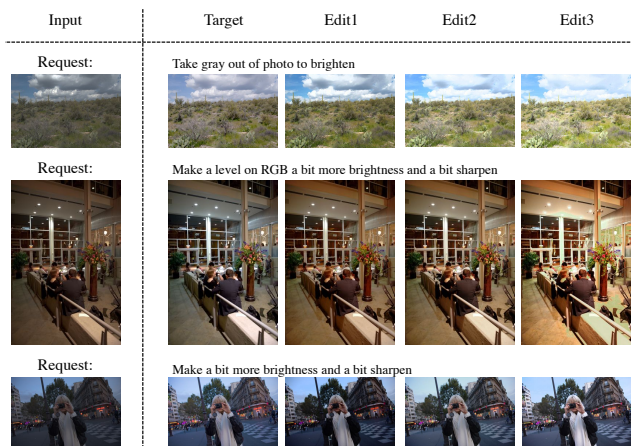 Input Target Edit1 Edit2 Edit3
Request: Take gray out of photo to brighten
Request: Make a level on RGB a bit more brightness and a bit sharpen
Request: Make a bit more brightness and a bit sharpen